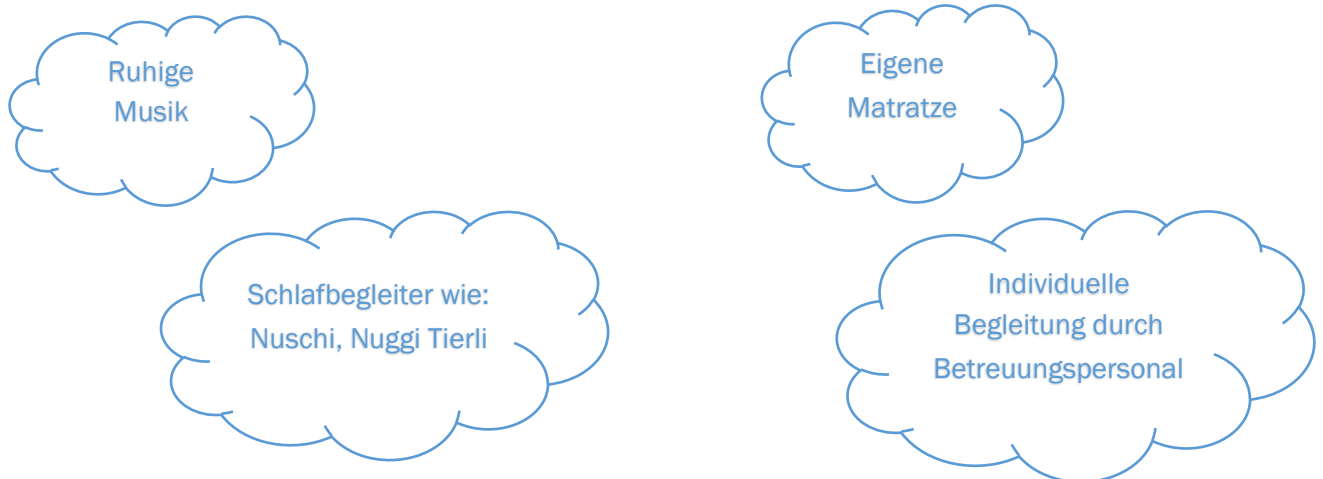 Ruhige
Musik
Eigene
Matratze
Schlafbegleiter wie:
Nuschi, Nuggi Tierli
Individuelle
Begleitung durch
Betreuungspersonal